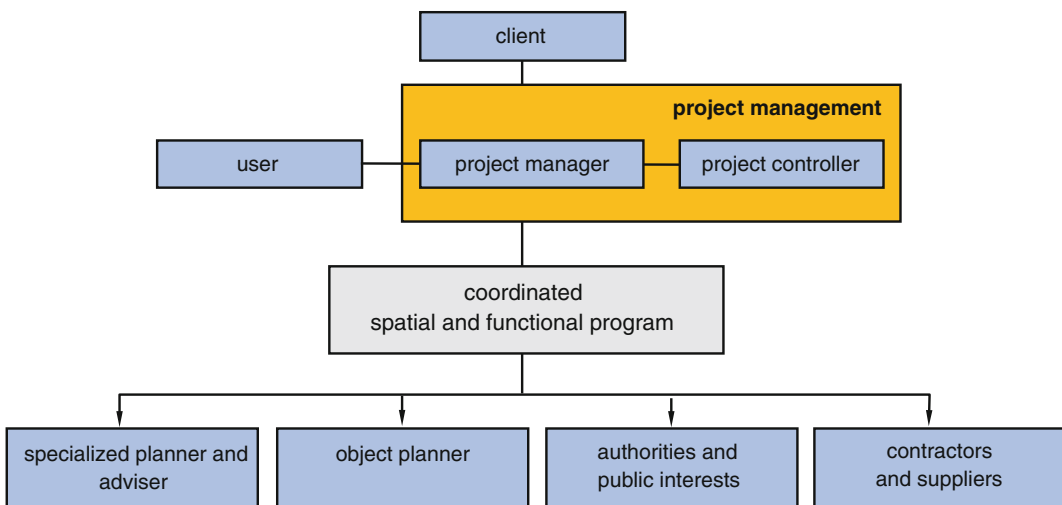 client
project management
user
project manager
project controller
coordinated
spatial and functional program
specialized planner and
adviser
object planner
authorities and
public interests
contractors
and suppliers